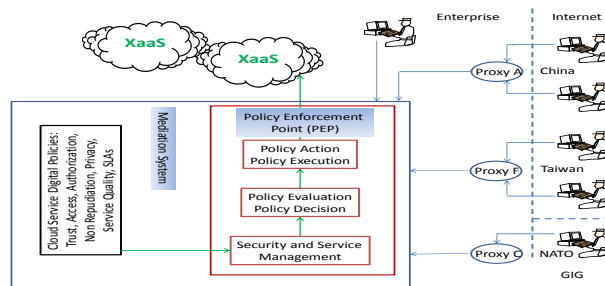 XaaS
XaaS
Enterprise
Internet
Proxy A
China
Mediation System
Policy Enforcement
Point (PEP)
Cloud Service Digital Policies:
Trust, Access, Authorization,
Non Repudiation, Privacy,
Service Quality, SLAs
Policy Action
Policy Execution
Proxy F
Taiwan
Policy Evaluation
Policy Decision
Security and Service
Management
Proxy C
NATO
GIG